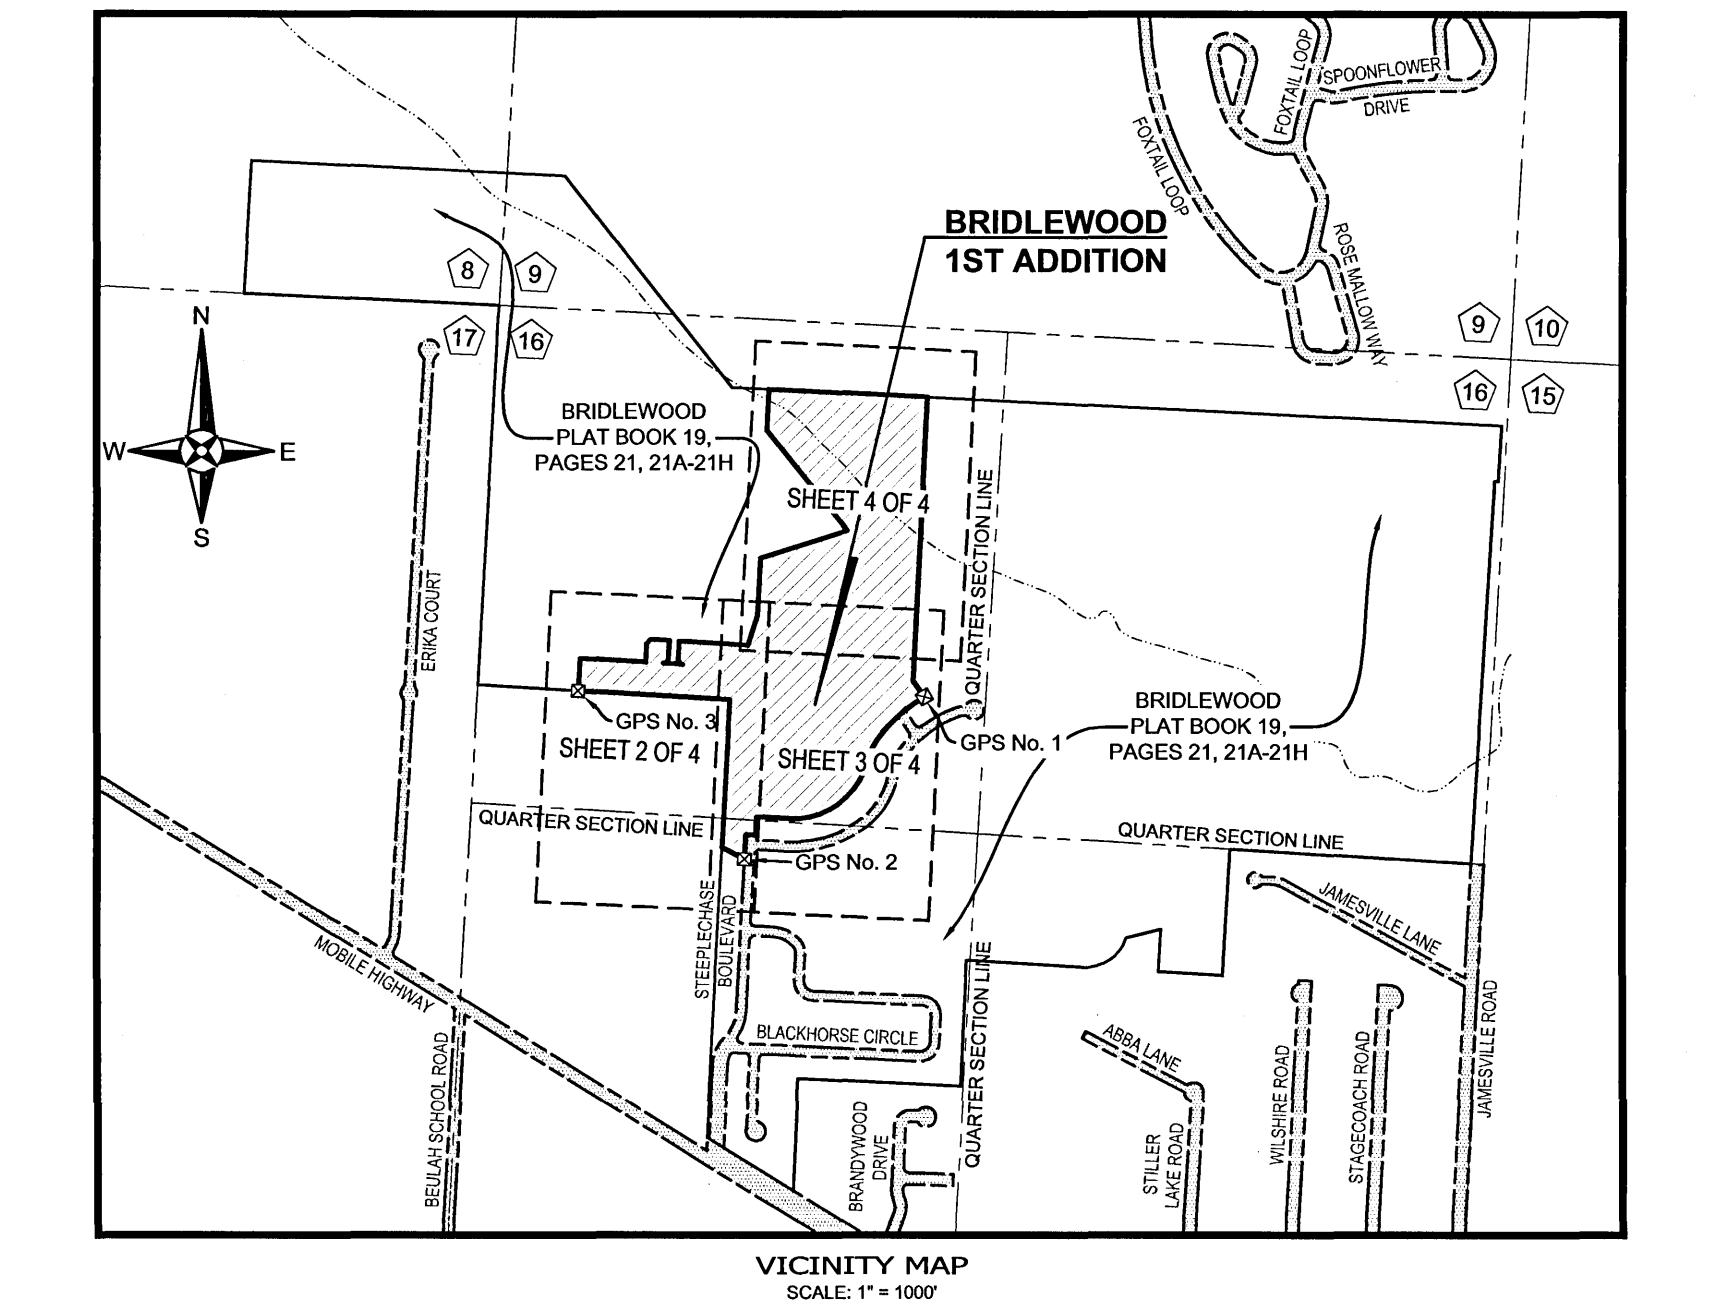 FOXTAIL LOOP
SPOONFLOWER
DRIVE
FOXTAIL LOOP
ROSE MALLOW WAY
BRIDLEWOOD
1ST ADDITION
8
9
17
16
9
10
16
15
N
W
E
S
BRIDLEWOOD
PLAT BOOK 19,
PAGES 21, 21A-21H
SHEET 4 OF 4
QUARTER SECTION LINE
ERIKA COURT
GPS No. 3
SHEET 2 OF 4
SHEET 3 OF 4
GPS No. 1
BRIDLEWOOD
PLAT BOOK 19,
PAGES 21, 21A-21H
QUARTER SECTION LINE
QUARTER SECTION LINE
GPS No. 2
STEEPLECHASE
BOULEVARD
MOBILE HIGHWAY
BEULAH SCHOOL ROAD
BLACKHORSE CIRCLE
QUARTER SECTION LINE
BRANDYWOOD
DRIVE
JAMESVILLE LANE
JAMESVILLE ROAD
ABBA LANE
STILLER
LAKE ROAD
WILSHIRE ROAD
STAGECOACH ROAD
VICINITY MAP
SCALE: 1" = 1000'